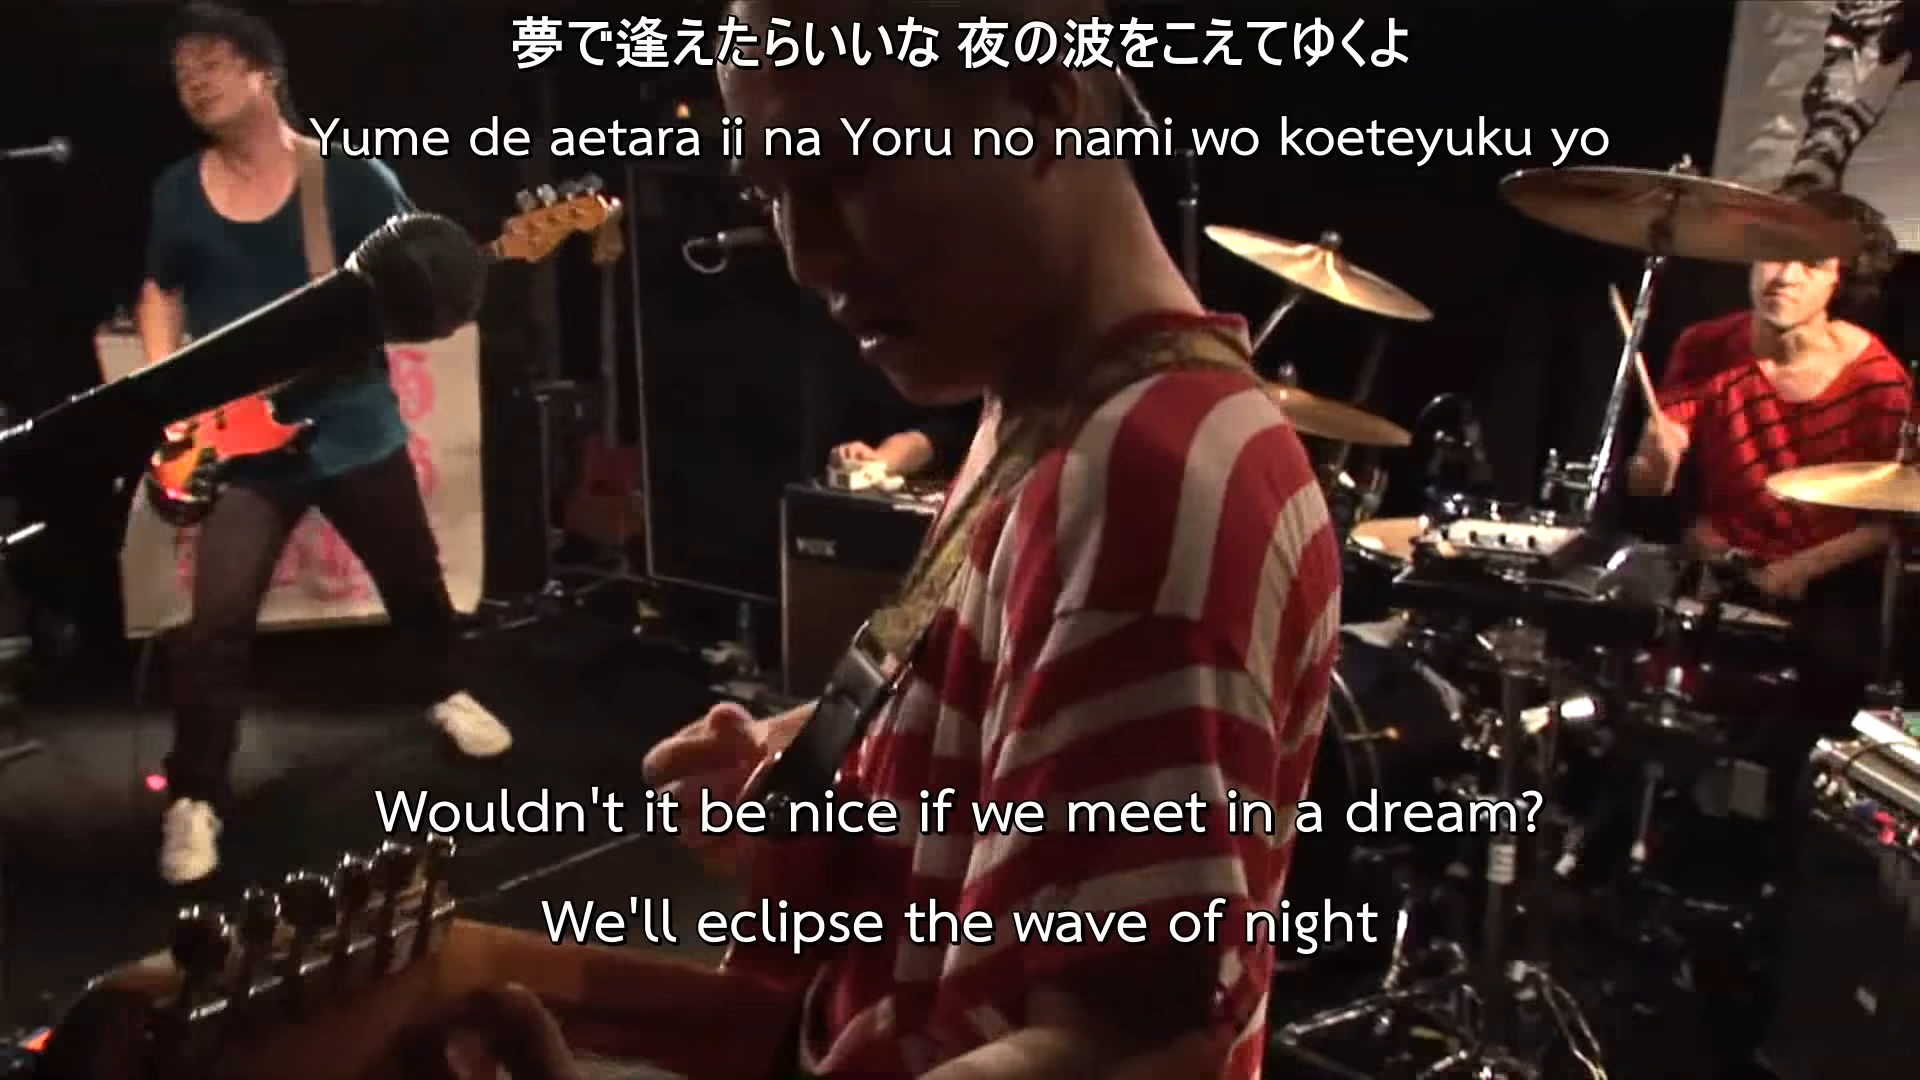 夢で逢えたらいいな 夜の波をこえてゆくよ
Yume de aetara ii na Yoru no nami wo koeteyuku yo
VOX
Wouldn't it be nice if we meet in a dream?
We'll eclipse the wave of night